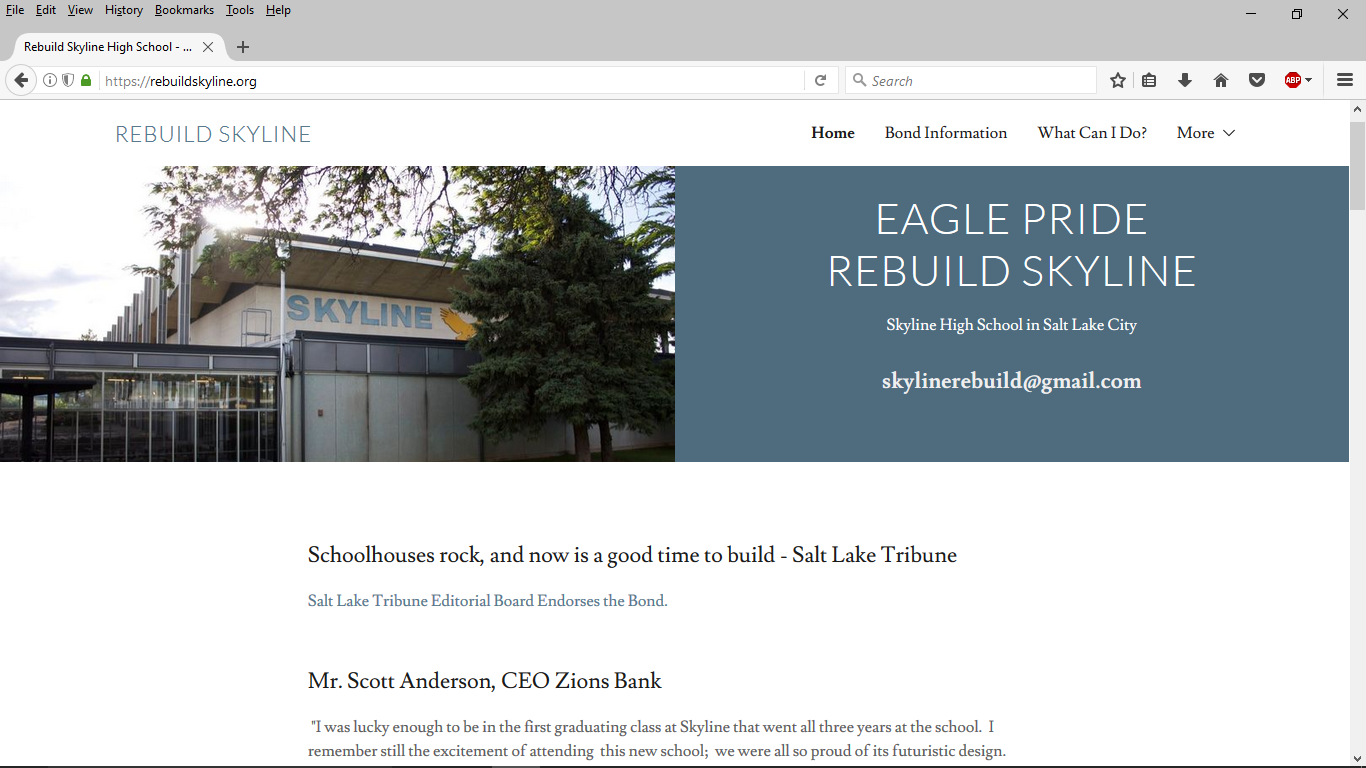 File Edit View History Bookmarks Tools Help
Rebuild Skyline High School - ...
https://rebuildskyline.org
Search
ABP
REBUILD SKYLINE
Home Bond Information What Can I Do? More
SKYLINE
EAGLE PRIDE
REBUILD SKYLINE
Skyline High School in Salt Lake City
skylinerebuild@gmail.com
Schoolhouses rock, and now is a good time to build - Salt Lake Tribune
Salt Lake Tribune Editorial Board Endorses the Bond.
Mr. Scott Anderson, CEO Zions Bank
"I was lucky enough to be in the first graduating class at Skyline that went all three years at the school. I
remember still the excitement of attending this new school; we were all so proud of its futuristic design.